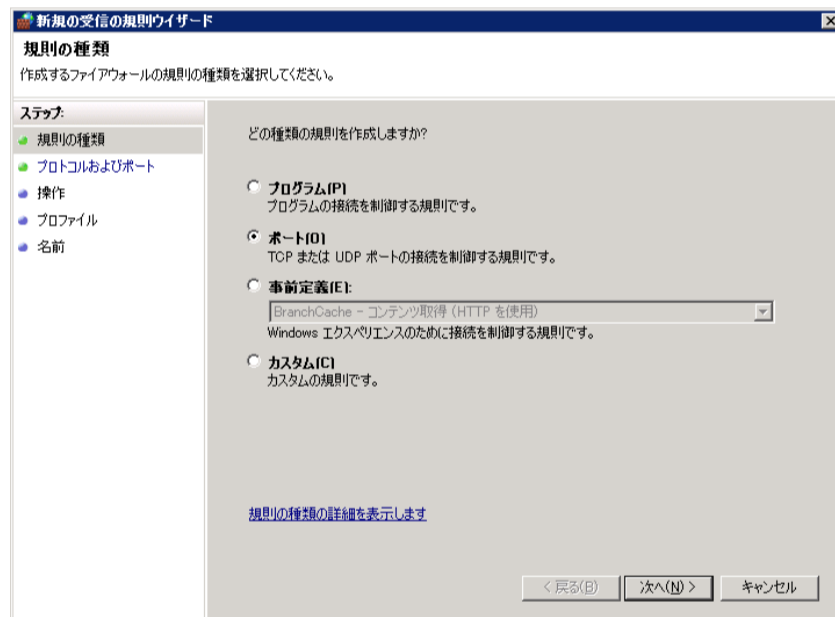 新規の受信の規則ウィザード
規則の種類
作成するファイアウォールの規則の種類を選択してください。
ステップ:
規則の種類
プロトコルおよびポート
操作
プロファイル
名前
どの種類の規則を作成しますか?
プログラム(P)
プログラムの接続を制御する規則です。
ポート(O)
TCP または UDP ポートの接続を制御する規則です。
事前定義(E):
BranchCache - コンテンツ取得 (HTTP を使用)
Windows エクスペリエンスのために接続を制御する規則です。
カスタム(C)
カスタムの規則です。
規則の種類の詳細を表示します
< 戻る(B)
次へ(N) >
キャンセル